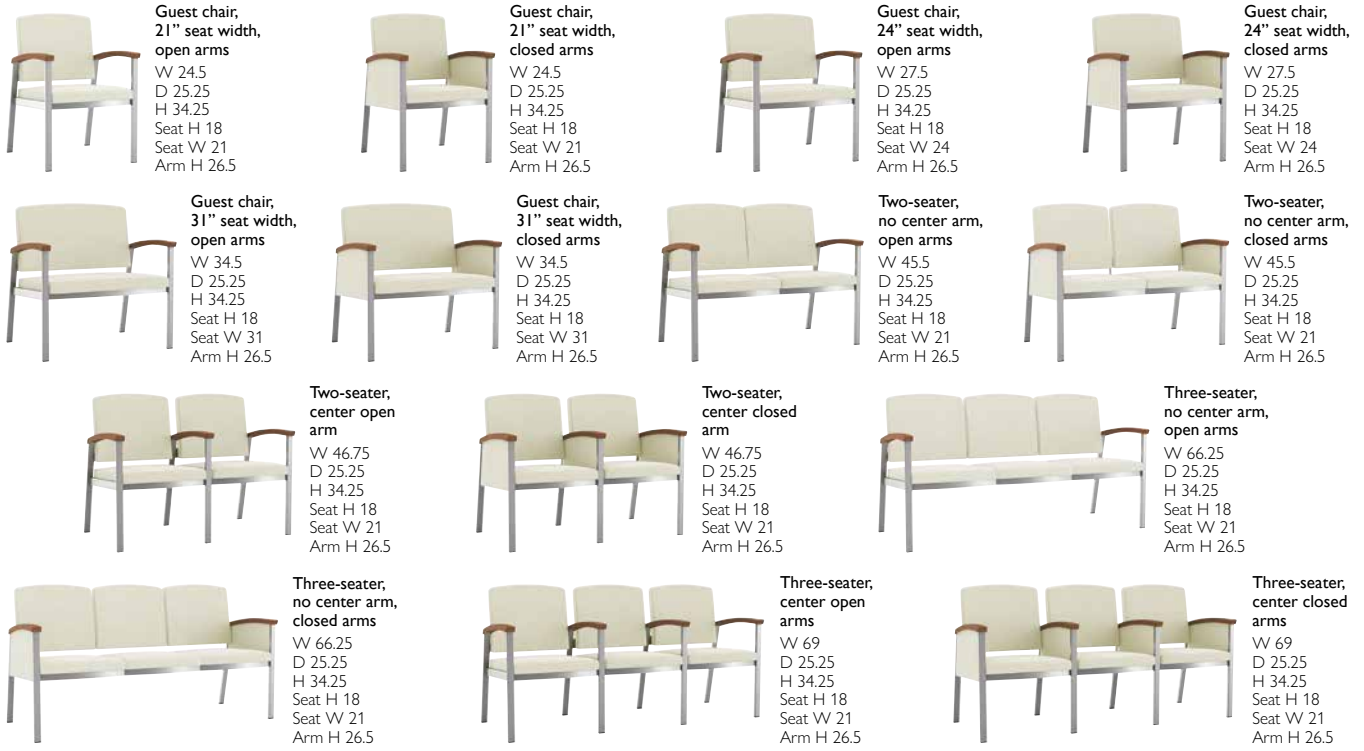 Guest chair,
21” seat width,
open arms
W 24.5
D 25.25
H 34.25
Seat H 18
Seat W 21
Arm H 26.5
Guest chair,
21” seat width,
closed arms
W 24.5
D 25.25
H 34.25
Seat H 18
Seat W 21
Arm H 26.5
Guest chair,
24” seat width,
open arms
W 27.5
D 25.25
H 34.25
Seat H 18
Seat W 24
Arm H 26.5
Guest chair,
24” seat width,
closed arms
W 27.5
D 25.25
H 34.25
Seat H 18
Seat W 24
Arm H 26.5
Guest chair,
31” seat width,
open arms
W 34.5
D 25.25
H 34.25
Seat H 18
Seat W 31
Arm H 26.5
Guest chair,
31” seat width,
closed arms
W 34.5
D 25.25
H 34.25
Seat H 18
Seat W 31
Arm H 26.5
Two-seater,
no center arm,
open arms
W 45.5
D 25.25
H 34.25
Seat H 18
Seat W 21
Arm H 26.5
Two-seater,
no center arm,
closed arms
W 45.5
D 25.25
H 34.25
Seat H 18
Seat W 21
Arm H 26.5
Two-seater,
center open
arm
W 46.75
D 25.25
H 34.25
Seat H 18
Seat W 21
Arm H 26.5
Two-seater,
center closed
arm
W 46.75
D 25.25
H 34.25
Seat H 18
Seat W 21
Arm H 26.5
Three-seater,
no center arm,
open arms
W 66.25
D 25.25
H 34.25
Seat H 18
Seat W 21
Arm H 26.5
Three-seater,
no center arm,
closed arms
W 66.25
D 25.25
H 34.25
Seat H 18
Seat W 21
Arm H 26.5
Three-seater,
center open
arms
W 69
D 25.25
H 34.25
Seat H 18
Seat W 21
Arm H 26.5
Three-seater,
center closed
arms
W 69
D 25.25
H 34.25
Seat H 18
Seat W 21
Arm H 26.5